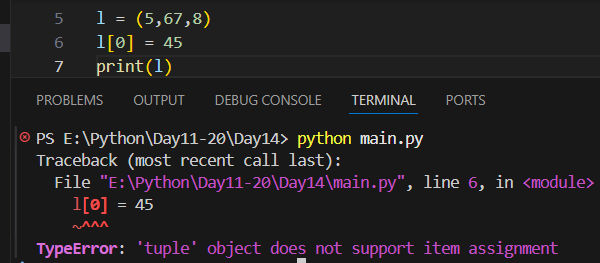 5 l = (5,67,8)
6 l[0] = 45
7 print(l)
PROBLEMS OUTPUT DEBUG CONSOLE TERMINAL PORTS
PS E:\Python\Day11-20\Day14> python main.py
Traceback (most recent call last):
File "E:\Python\Day11-20\Day14\main.py", line 6, in <module>
l[0] = 45
~^^^
TypeError: 'tuple' object does not support item assignment